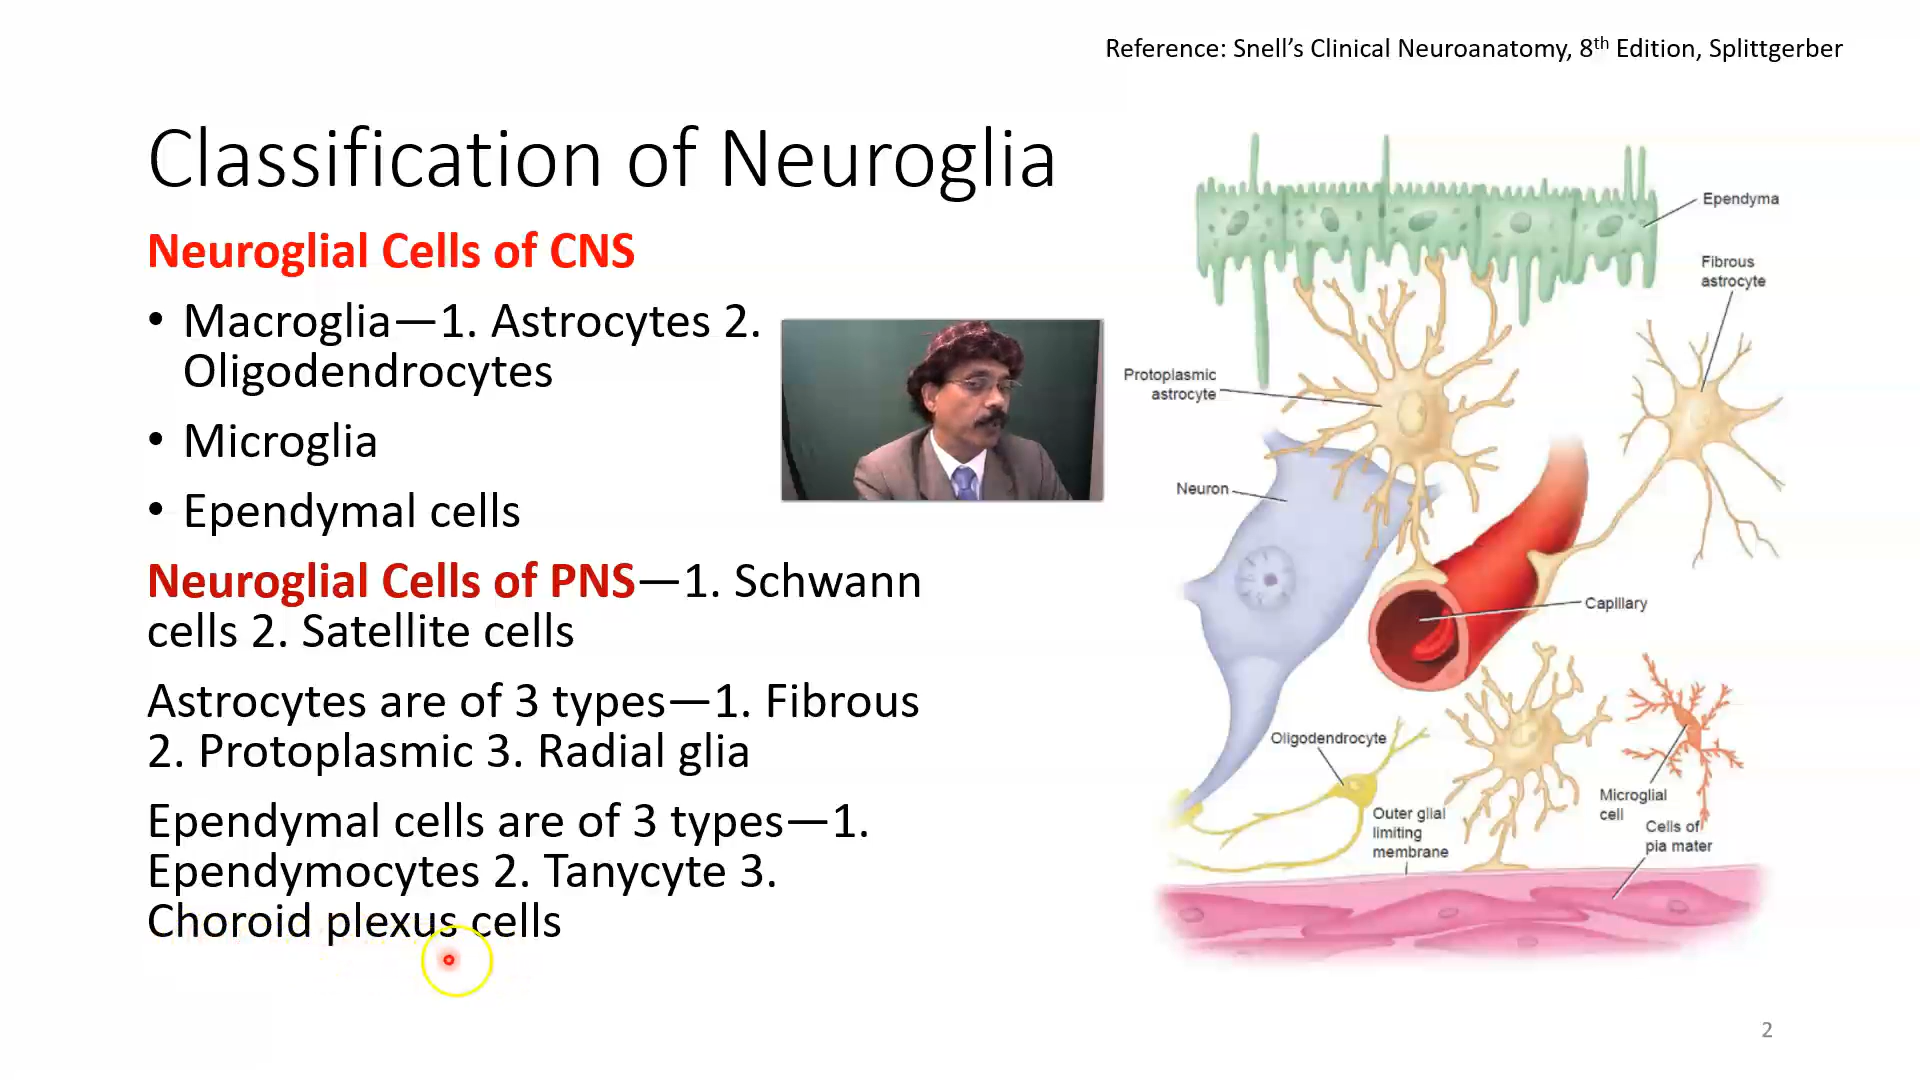 Reference: Snell’s Clinical Neuroanatomy, 8th Edition, Splittgerber
Classification of Neuroglia
Neuroglial Cells of CNS
• Macroglia—1. Astrocytes 2.
Oligodendrocytes
• Microglia
• Ependymal cells
Neuroglial Cells of PNS—1. Schwann
cells 2. Satellite cells
Astrocytes are of 3 types—1. Fibrous
2. Protoplasmic 3. Radial glia
Ependymal cells are of 3 types—1.
Ependymocytes 2. Tanycyte 3.
Choroid plexus cells
Ependyma
Fibrous
astrocyte
Protoplasmic
astrocyte
Neuron
Capillary
Oligodendrocyte
Outer glial
limiting
membrane
Microglial
cell
Cells of
pia mater
2